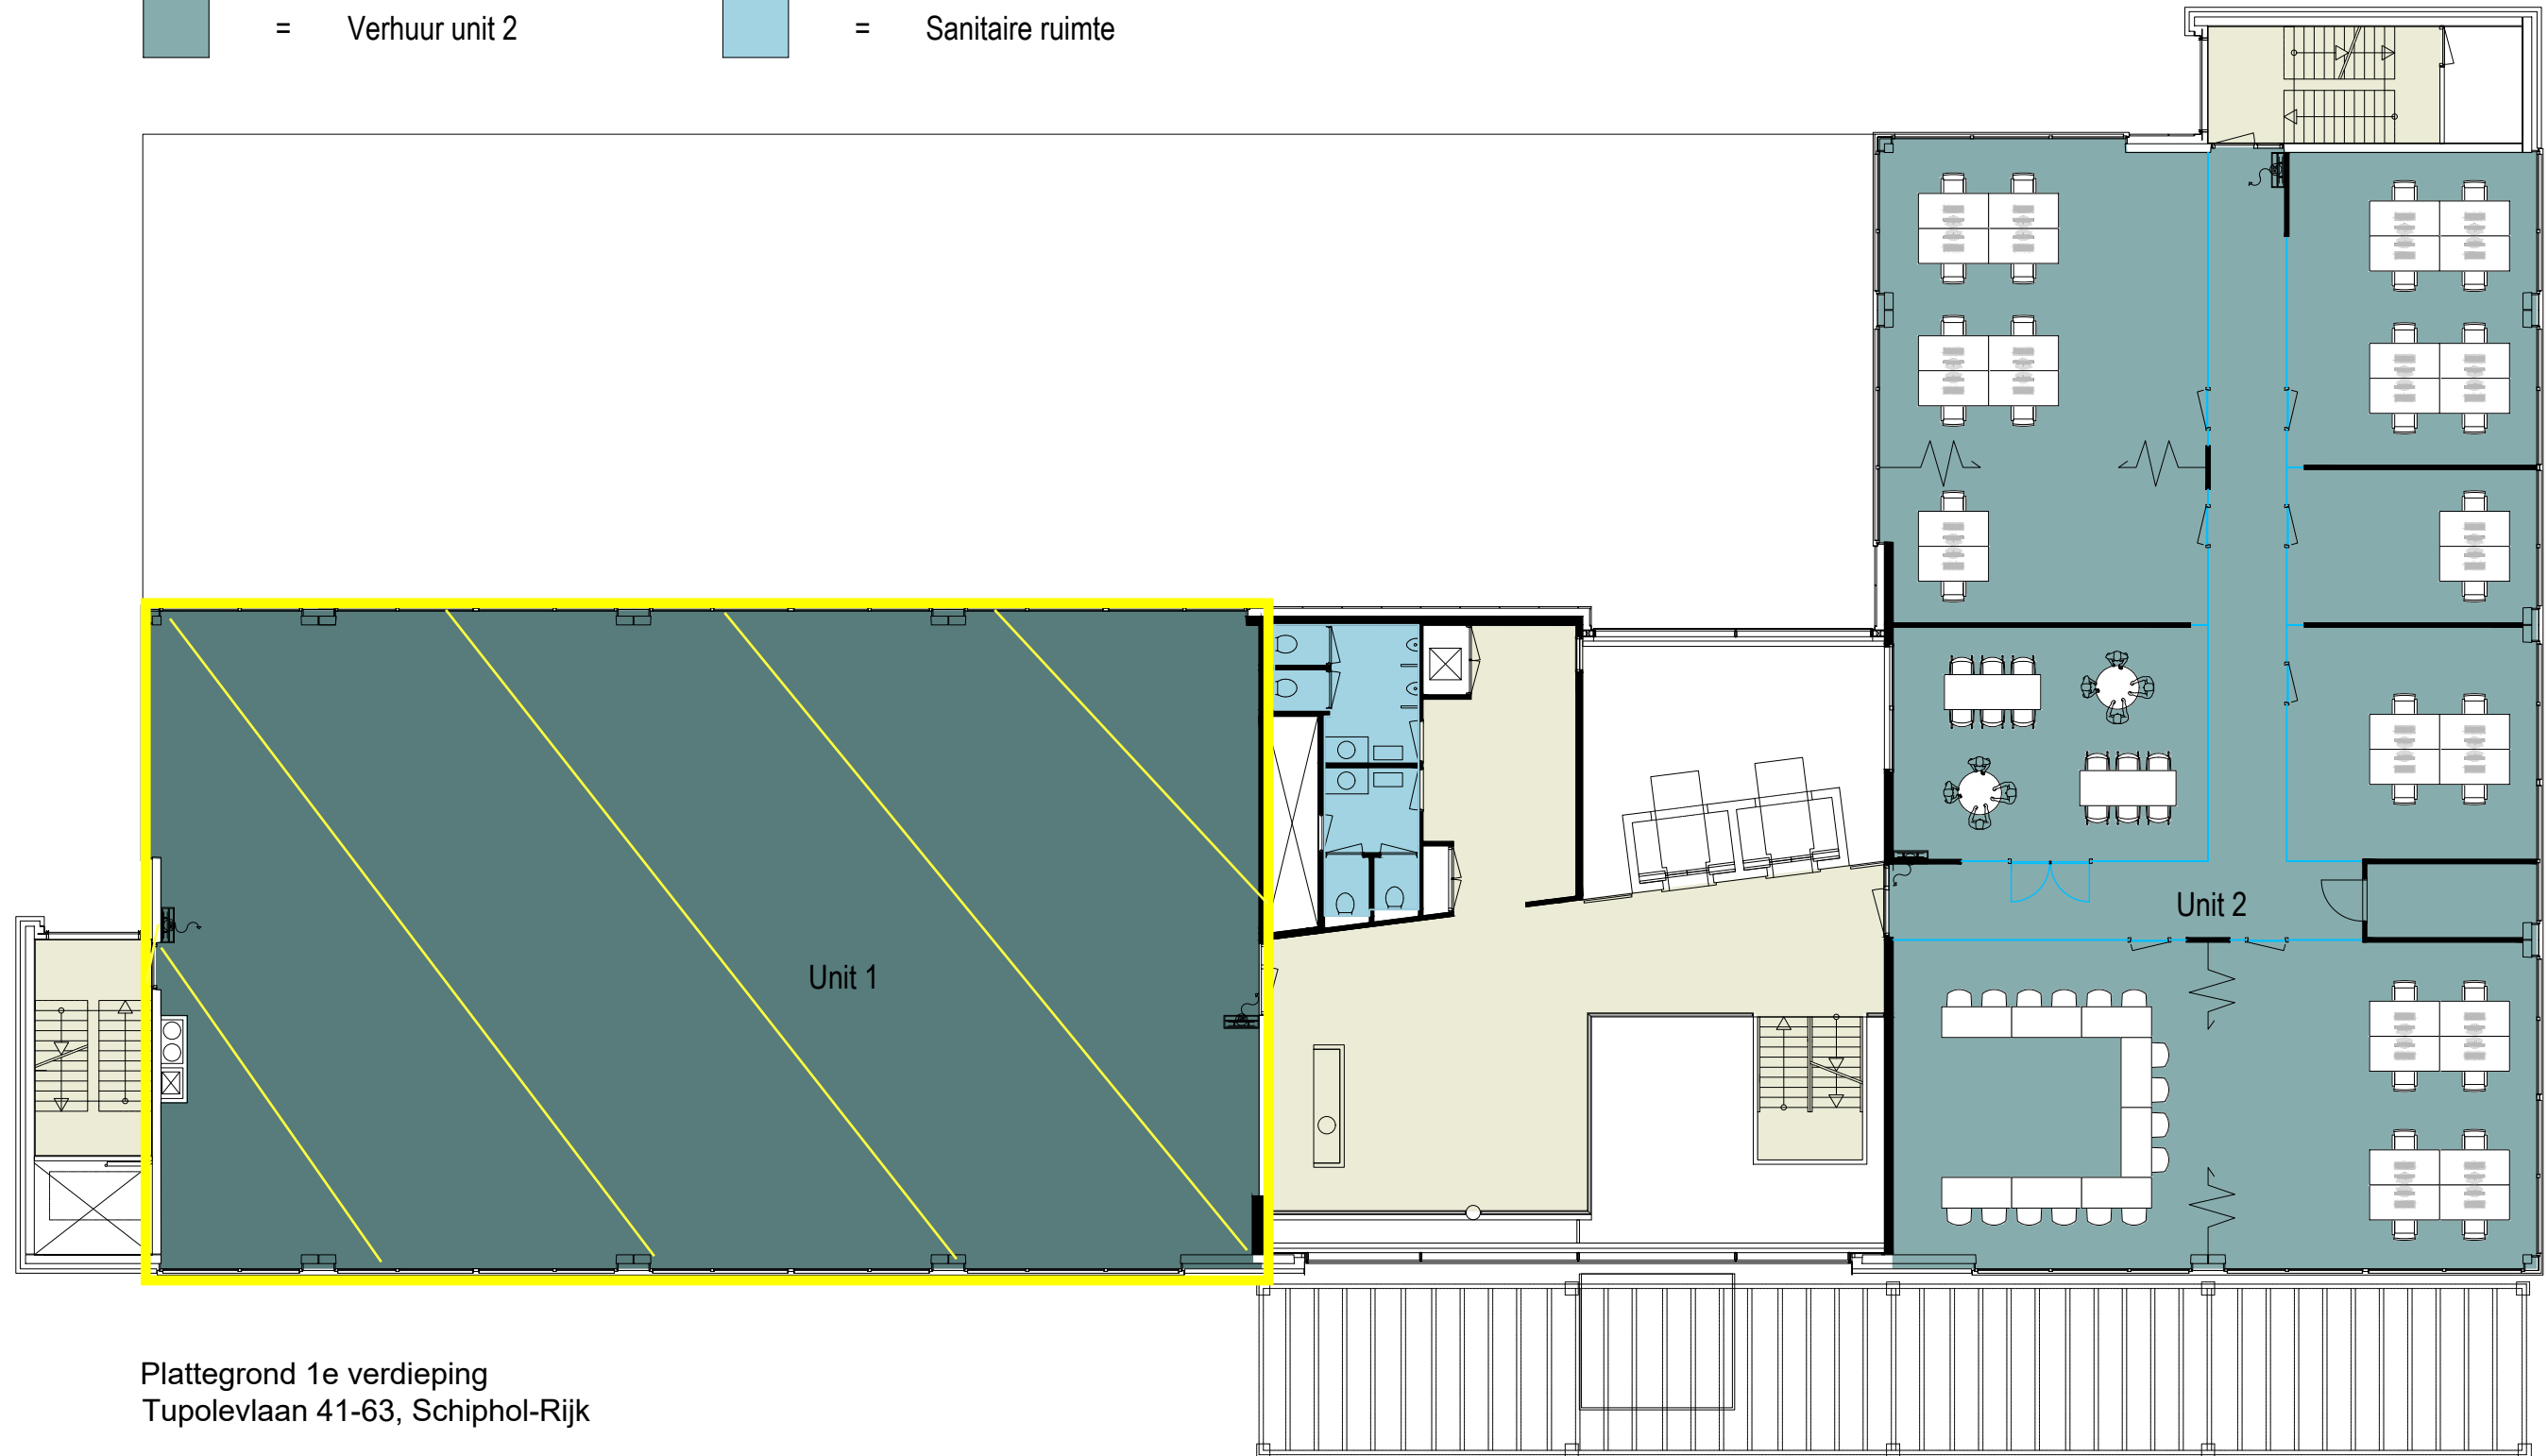 = Verhuur unit 2 = Sanitaire ruimte
Unit 2
Unit 1
Plattegrond 1e verdieping
Tupolevlaan 41-63, Schiphol-Rijk